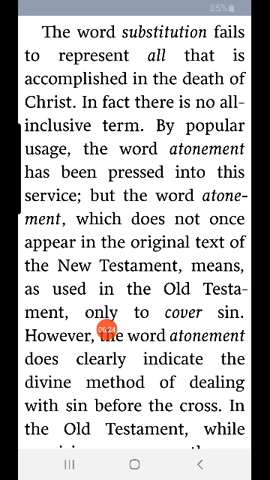 85%
The word substitution fails
to represent all that is
accomplished in the death of
Christ. In fact there is no all-
inclusive term. By popular
usage, the word atonement
has been pressed into this
service; but the word atone-
ment, which does not once
appear in the original text of
the New Testament, means,
as used in the Old Testa-
ment, only to cover sin.
However, the word atonement
06:24
does clearly indicate the
divine method of dealing
with sin before the cross. In
the Old Testament, while